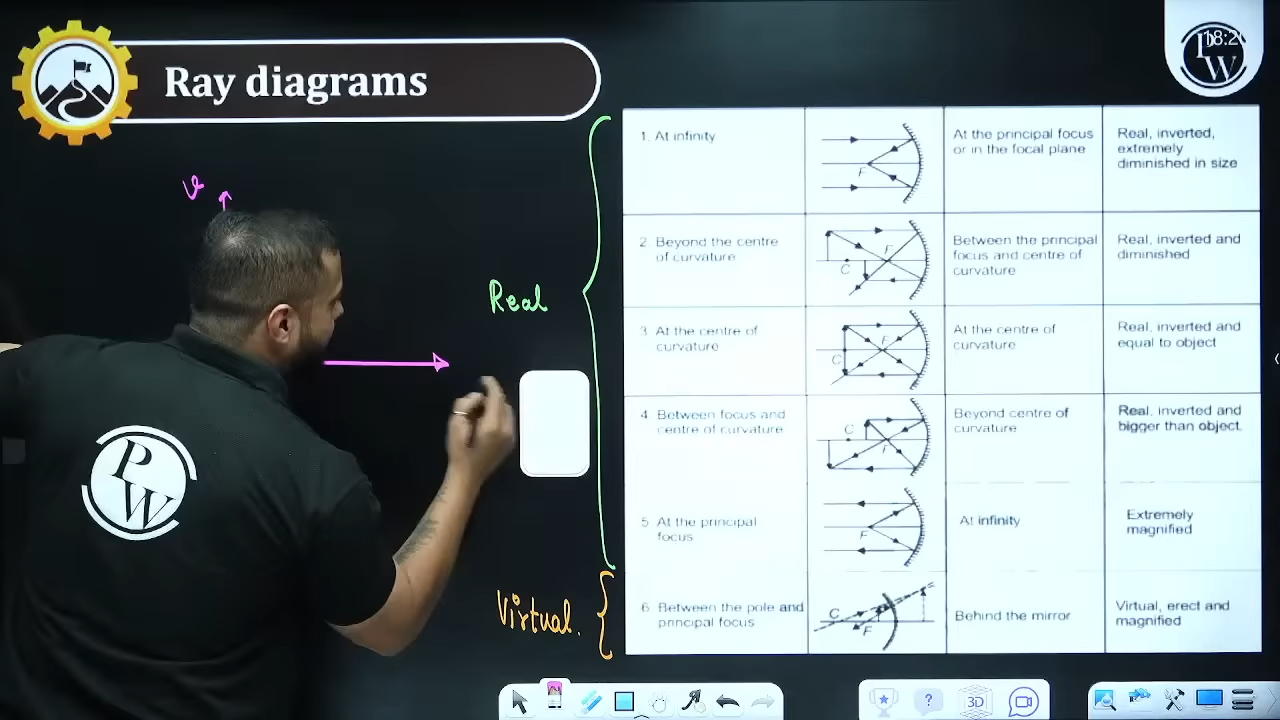 Ray diagrams
18:20
PW
v
Real
Virtual.
1. At infinity
F
At the principal focus
or in the focal plane
Real, inverted,
extremely
diminished in size
2 Beyond the centre
of curvature
F
C
Between the principal
focus and centre of
curvature
Real, inverted and
diminished
3 At the centre of
curvature
F
C
At the centre of
curvature
Real, inverted and
equal to object
4 Between focus and
centre of curvature
C
F
Beyond centre of
curvature
Real, inverted and
bigger than object.
5 At the principal
focus
F
At infinity
Extremely
magnified
6 Between the pole and
principal focus
C
F
Behind the mirror
Virtual, erect and
magnified
PW
?
3D